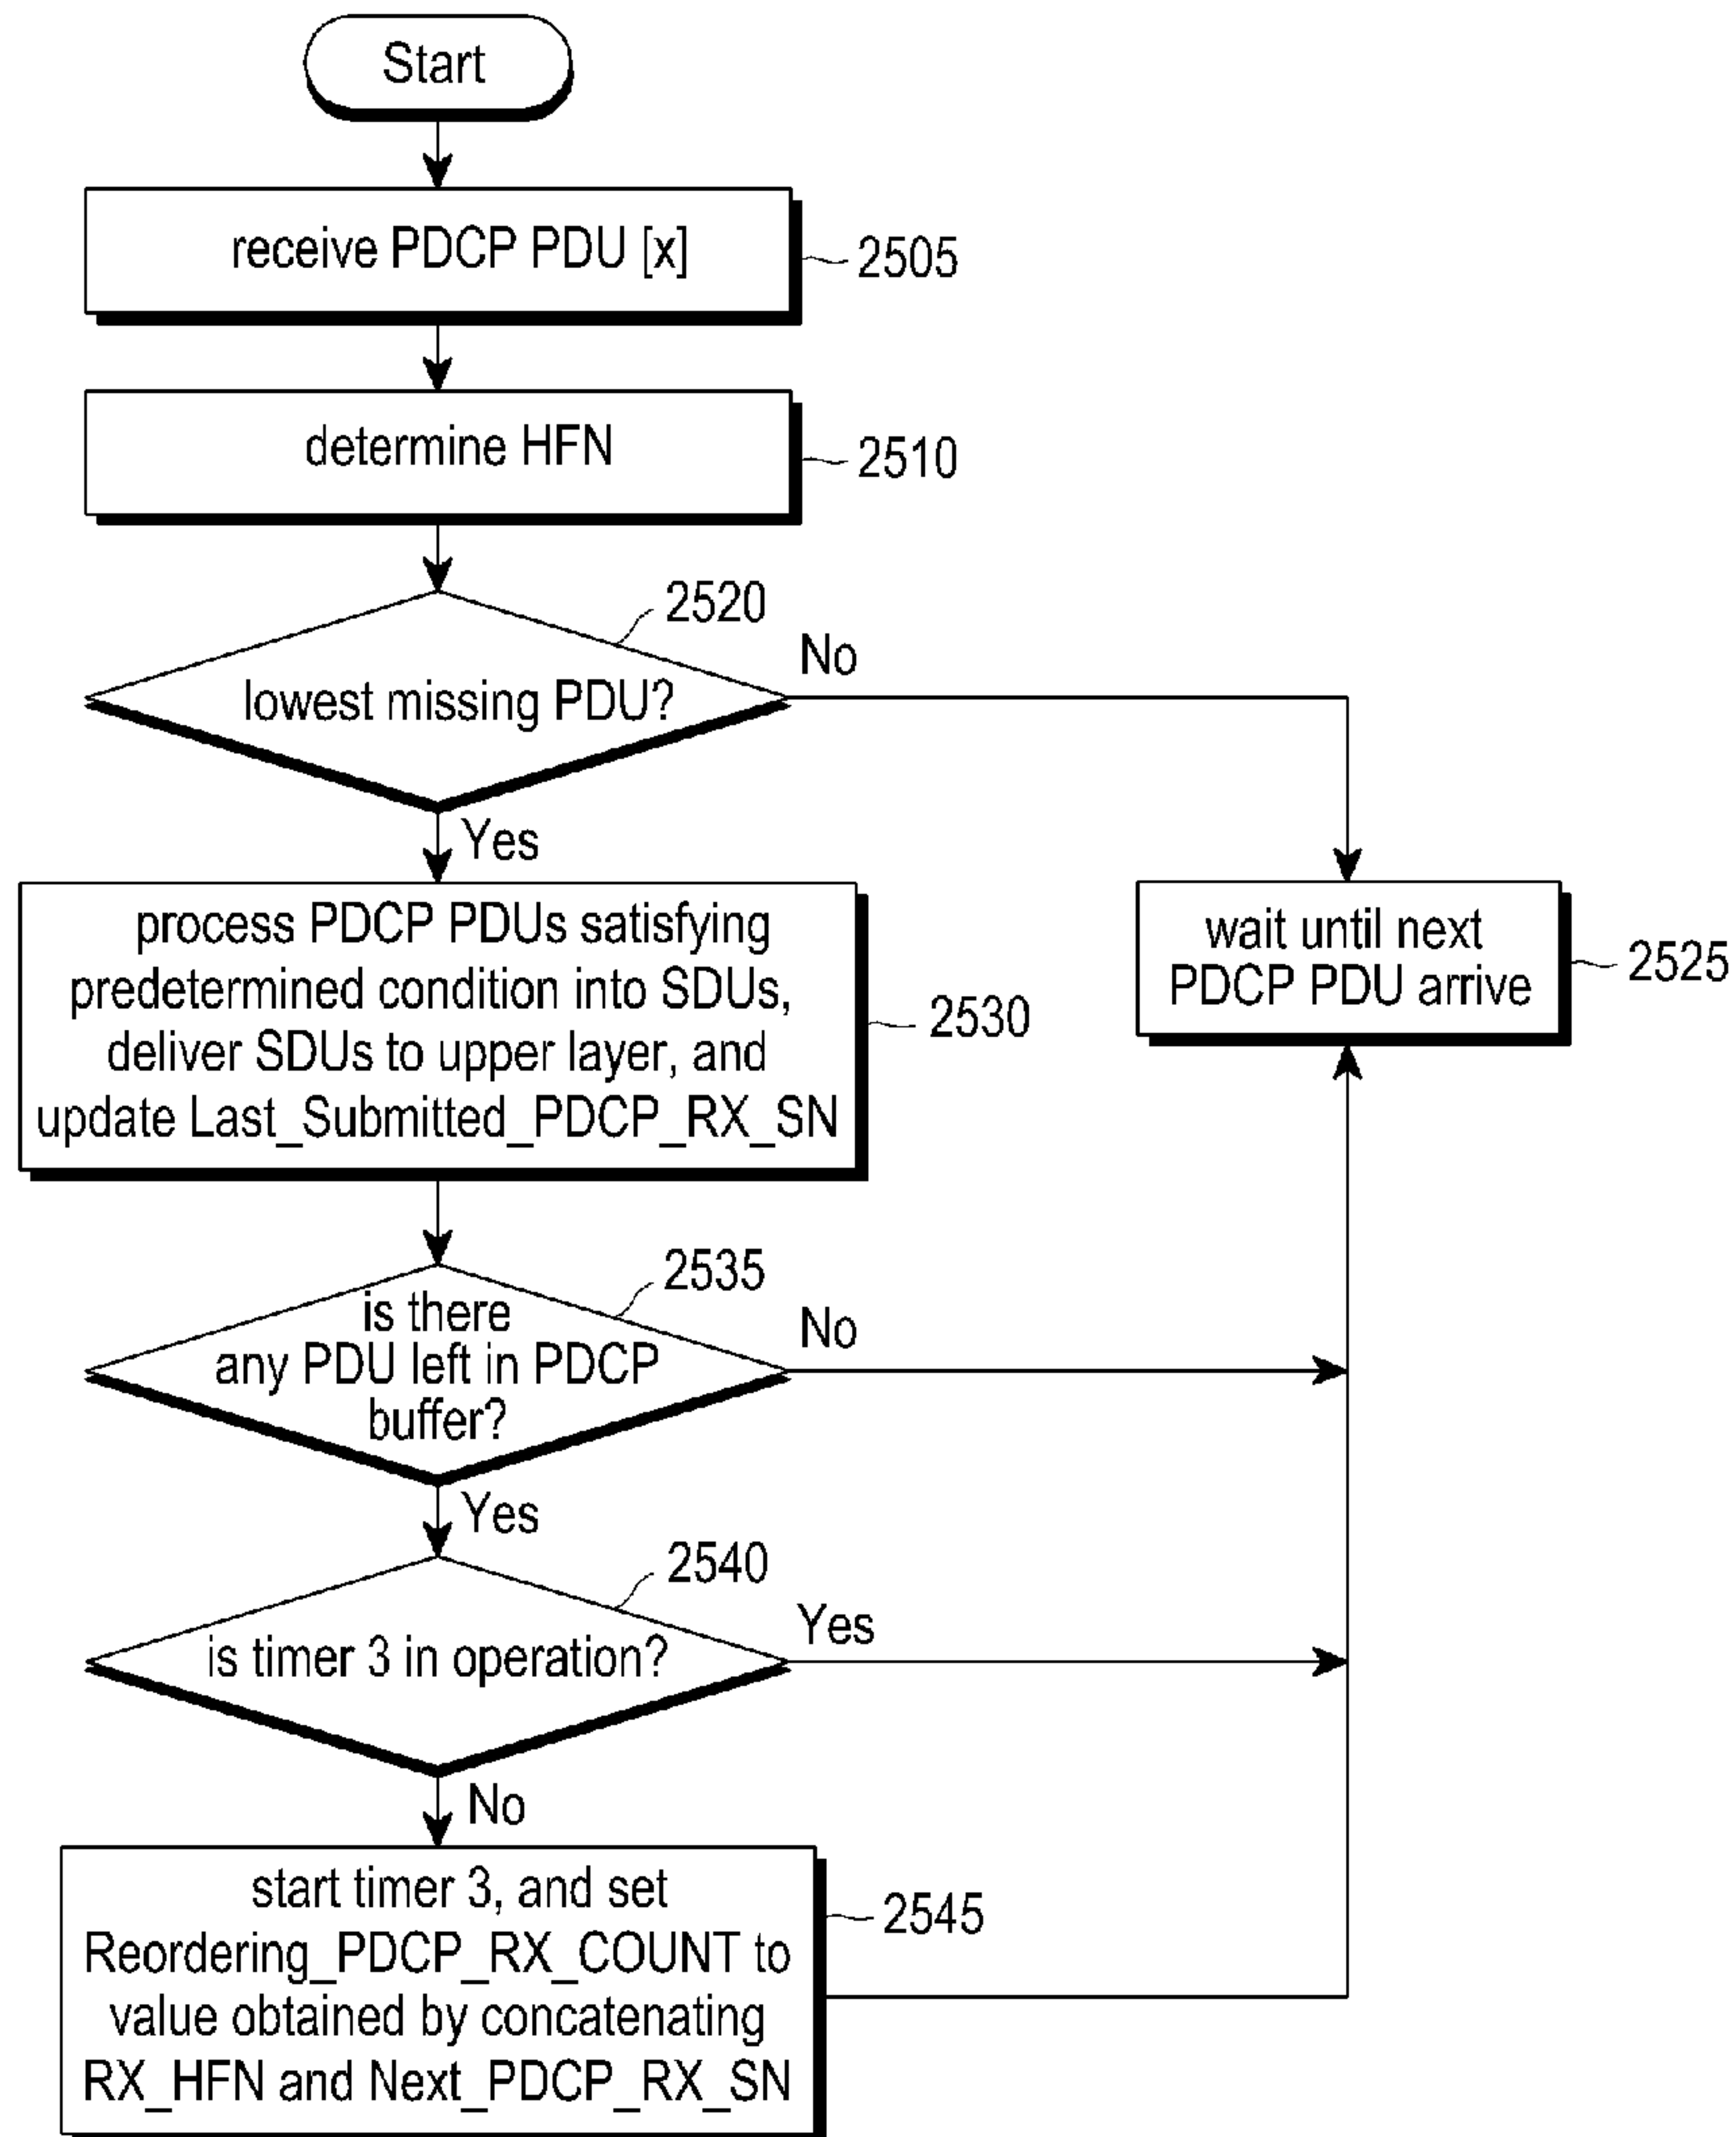 Start
receive PDCP PDU [x]
2505
determine HFN
2510
2520
lowest missing PDU?
No
Yes
process PDCP PDUs satisfying
predetermined condition into SDUs,
deliver SDUs to upper layer, and
update Last_Submitted_PDCP_RX_SN
2530
wait until next
PDCP PDU arrive
2525
2535
is there
any PDU left in PDCP
buffer?
No
Yes
2540
is timer 3 in operation?
Yes
No
start timer 3, and set
Reordering_PDCP_RX_COUNT to
value obtained by concatenating
RX_HFN and Next_PDCP_RX_SN
2545